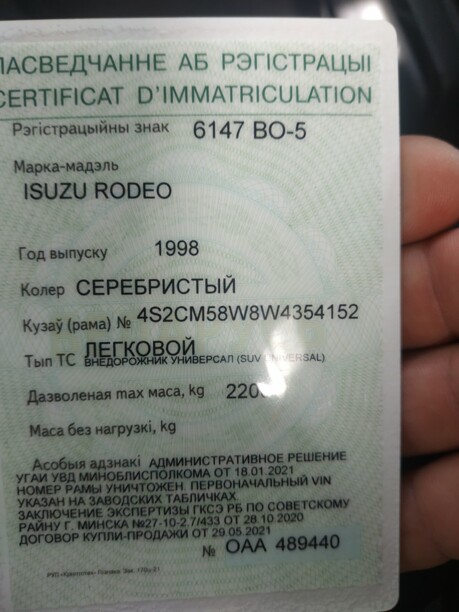 ПАСВЕДЧАННЕ АБ РЭГІСТРАЦЫІ
CERTIFICAT D'IMMATRICULATION
Рэгістрацыйны знак 6147 BO-5
Марка-мадэль
ISUZU RODEO
Год выпуску 1998
Колер СЕРЕБРИСТЫЙ
Кузаў (рама) № 4S2CM58W8W4354152
Тып ТС ЛЕГКОВОЙ
ВНЕДОРОЖНИК УНИВЕРСАЛ (SUV UNIVERSAL)
Дазволеная max маса, kg
Маса без нагрузкі, kg
Асобыя адзнакі АДМИНИСТРАТИВНОЕ РЕШЕНИЕ
УГАИ УВД МИНОБЛИСПОЛКОМА ОТ 18.01.2021
НОМЕР РАМЫ УНИЧТОЖЕН. ПЕРВОНАЧАЛЬНЫЙ VIN
УКАЗАН НА ЗАВОДСКИХ ТАБЛИЧКАХ.
ЗАКЛЮЧЕНИЕ ЭКСПЕРТИЗЫ ГКСЭ РБ ПО СОВЕТСКОМУ
РАЙНУ Г. МИНСКА №27-10-2.7/433 ОТ 28.10.2020
ДОГОВОР КУПЛИ-ПРОДАЖИ ОТ 29.05.2021
№ ОАА 489440